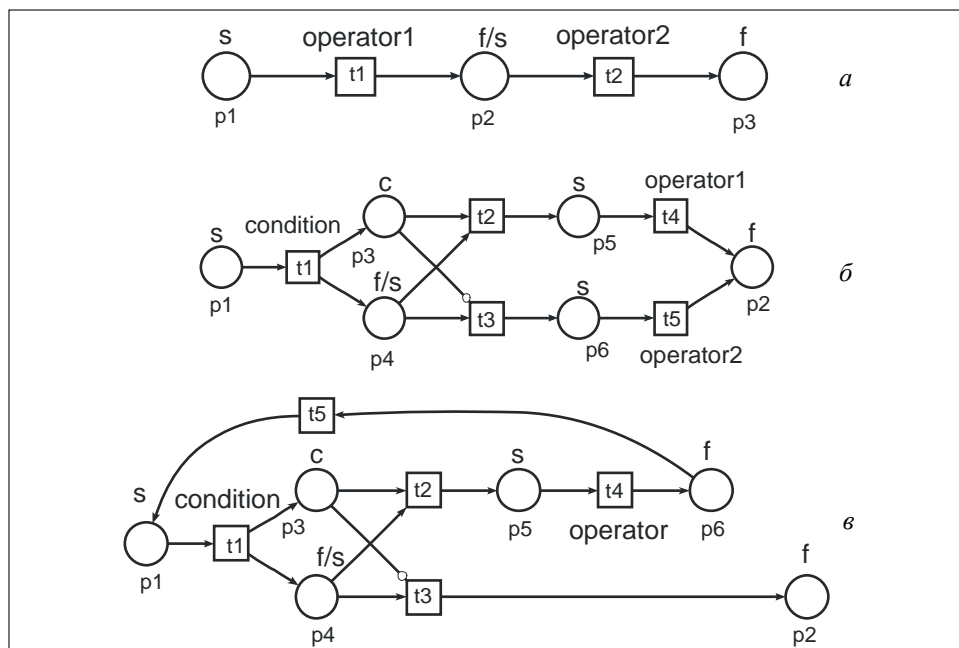 s operator1 f/s operator2 f
t1 t2 а
p1 p2 p3
c s operator1
t2 t4
s condition p3 p5 f
t1 f/s s б
p1 t3 t5 p2
p4 p6 operator2
t5
c s f
s condition t2 t4
p3 p5 operator p6
t1 f/s в
p1 t3 f
p4 p2